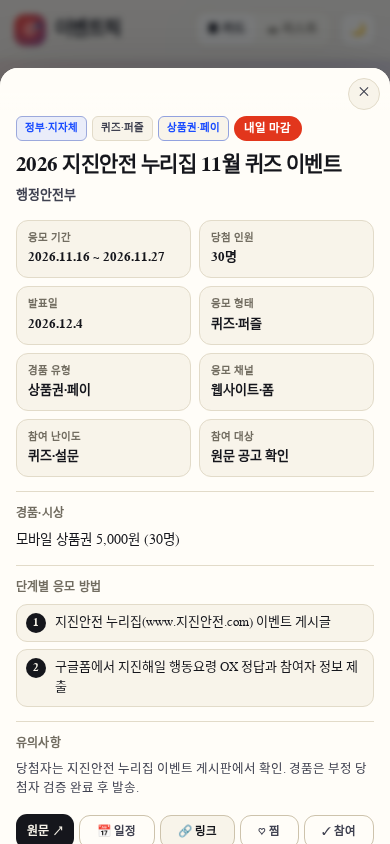 ×
정부·지자체 퀴즈·퍼즐 상품권·페이 내일 마감
2026 지진안전 누리집 11월 퀴즈 이벤트
행정안전부
응모 기간
2026.11.16 ~ 2026.11.27
당첨 인원
30명
발표일
2026.12.4
응모 형태
퀴즈·퍼즐
경품 유형
상품권·페이
응모 채널
웹사이트·폼
참여 난이도
퀴즈·설문
참여 대상
원문 공고 확인
경품·시상
모바일 상품권 5,000원 (30명)
단계별 응모 방법
1 지진안전 누리집(www.지진안전.com) 이벤트 게시글
2 구글폼에서 지진해일 행동요령 OX 정답과 참여자 정보 제
출
유의사항
당첨자는 지진안전 누리집 이벤트 게시판에서 확인. 경품은 부정 당
첨자 검증 완료 후 발송.
원문 ↗ 📅 일정 🔗 링크 ♡ 찜 ✓ 참여